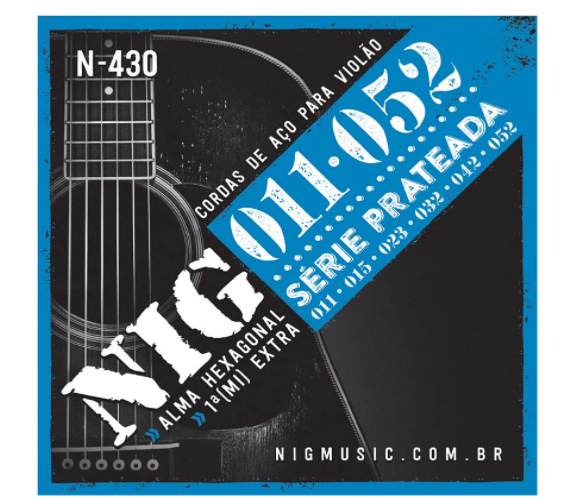 N-430
CORDAS DE AÇO PARA VIOLÃO
011·052
SÉRIE PRATEADA
011·015·023·032·042·052
NIG
ALMA HEXAGONAL
1ª(MI) EXTRA
NIGMUSIC.COM.BR